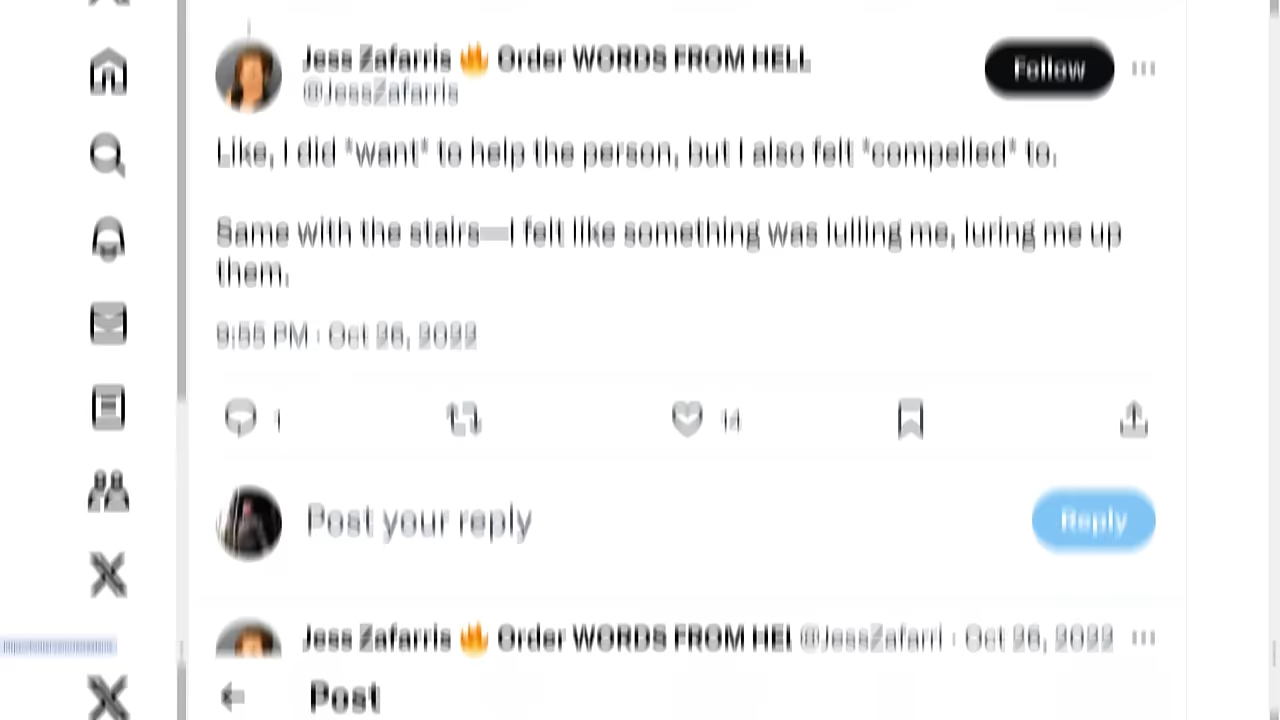 Jess Zafarris 🔥 Order WORDS FROM HELL
@JessZafarris
Follow
Like, I did *want* to help the person, but I also felt *compelled* to.
Same with the stairs—I felt like something was lulling me, luring me up
them.
9:55 PM · Oct 26, 2022
1
14
Post your reply
Reply
Jess Zafarris 🔥 Order WORDS FROM HEL @JessZafarri · Oct 26, 2022
Post